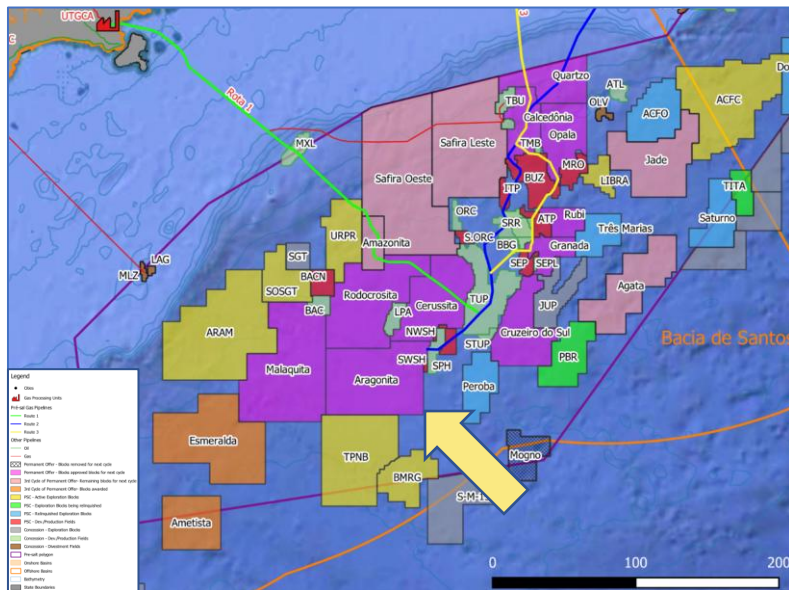 UTGCA
Rota 1
3
Quartzo
TBU
ATL
OLV
ACFO
ACFC
Do
Calcedônia
Opala
MXL
Safira Leste
Safira Oeste
TMB
BUZ
MRO
LIBRA
Jade
ITP
TITA
ORC
S.ORC
SRR
BBG
ATP
Rubi
Granada
Três Marias
Saturno
URPR
Amazonita
SGT
SOSGT
BACN
BAC
Rodocrosita
Cerussita
LPA
NWSH
TUP
SEP
SEPL
JUP
Agata
LAG
MLZ
ARAM
Cruzeiro do Sul
STUP
PBR
Bacia de Santos
SWSH
SPH
Malaquita
Aragonita
Peroba
Esmeralda
TPNB
BMRG
Mogno
Ametista
Legend
Cities
Gas Processing Units
Pré-sal Gas Pipelines
Route 1
Route 2
Route 3
Other Pipelines
Oil
Gas
Permanent Offer - Blocks removed for next cycle
Permanent Offer - Blocks approved blocks for next cycle
3rd Cycle of Permanent Offer- Remaining blocks for next cycle
3rd Cycle of Permanent Offer - Blocks awarded
PSC - Active Exploration Blocks
PSC - Exploration Blocks being relinquished
PSC - Relinquished Exploration Blocks
PSC - Dev./Production Fields
Concession - Exploration Blocks
Concession - Dev./Production Fields
Concession - Divestment Fields
Pre-salt polygon
Onshore Basins
Offshore Basins
Bathymetry
State Boundaries
0 100 200